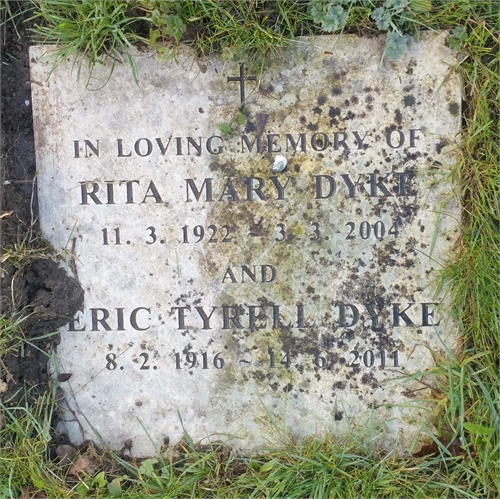 IN LOVING MEMORY OF
RITA MARY DYKE
11. 3. 1922 ~ 3. 3. 2004
AND
ERIC TYRELL DYKE
8. 2. 1916 ~ 14. 6. 2011